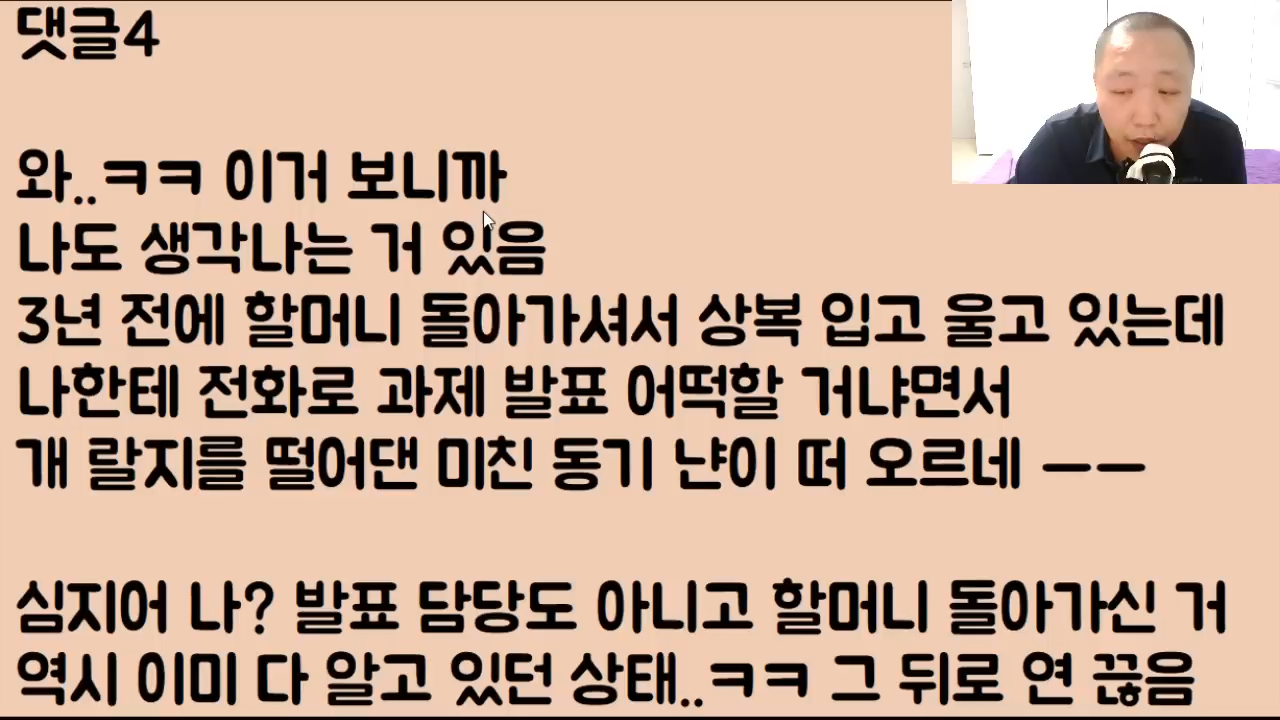 댓글4
와..ㅋㅋ 이거 보니까
나도 생각나는 거 있음
3년 전에 할머니 돌아가셔서 상복 입고 울고 있는데
나한테 전화로 과제 발표 어떡할 거냐면서
개 랄지를 떨어댄 미친 동기 냔이 떠 오르네 ㅡㅡ
심지어 나? 발표 담당도 아니고 할머니 돌아가신 거
역시 이미 다 알고 있던 상태..ㅋㅋ 그 뒤로 연 끊음